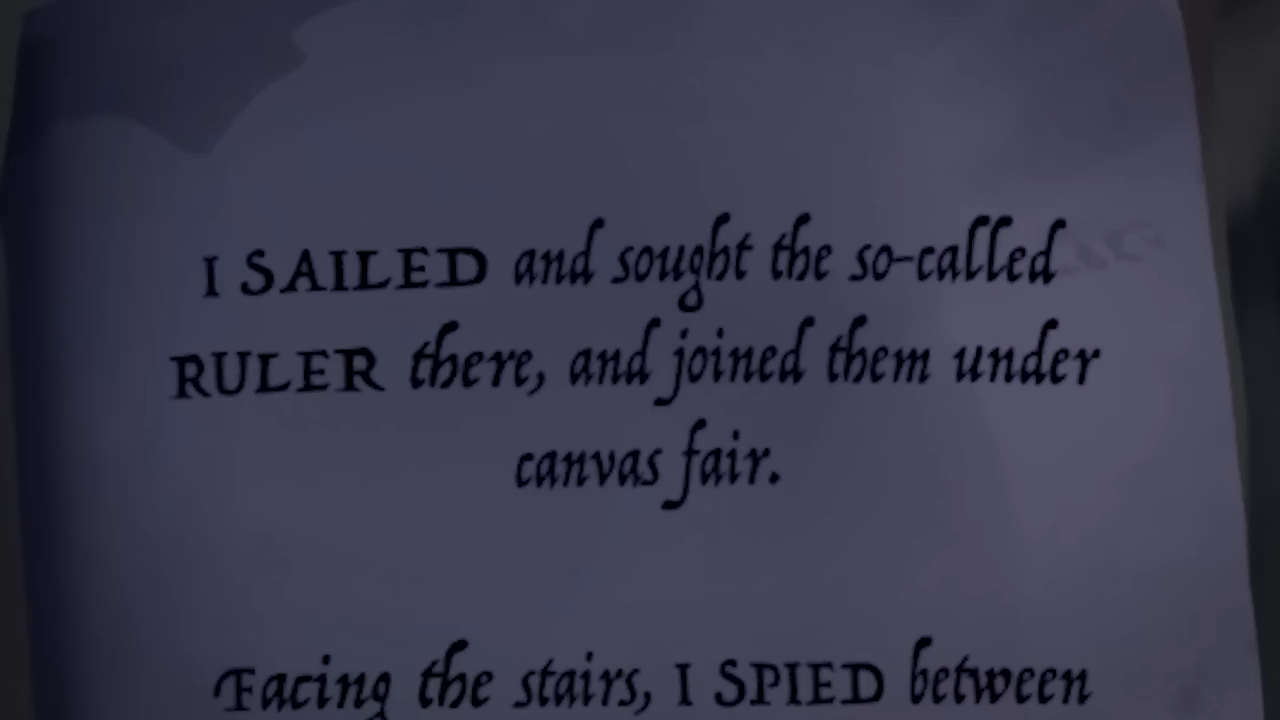 I SAILED and sought the so-called
RULER there, and joined them under
canvas fair.
Facing the stairs, I SPIED between